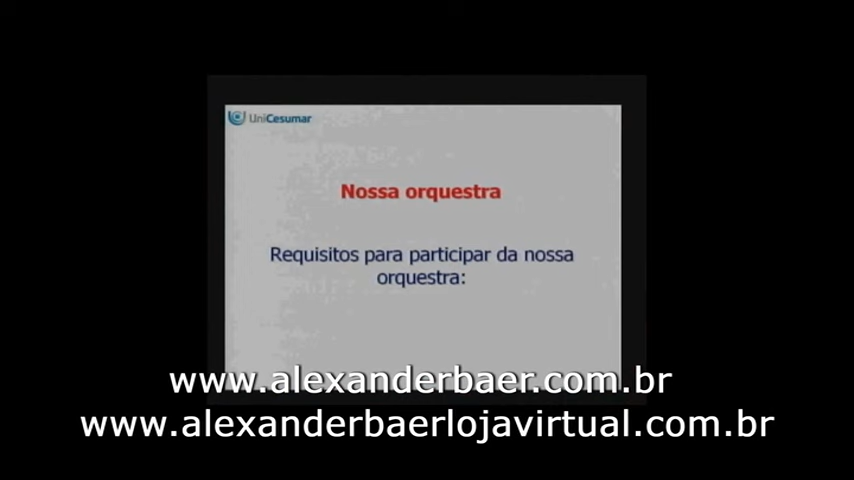 UniCesumar
Nossa orquestra
Requisitos para participar da nossa
orquestra:
www.alexanderbaer.com.br
www.alexanderbaerlojavirtual.com.br